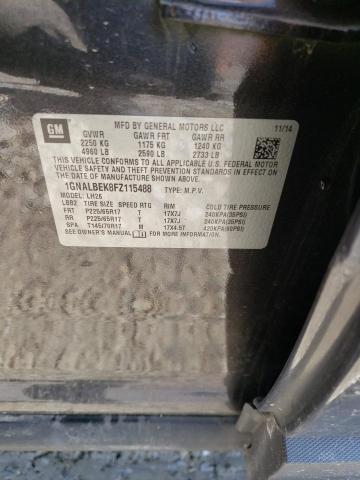 GM MFD BY GENERAL MOTORS LLC 11/14
GVWR GAWR FRT GAWR RR
2250 KG 1175 KG 1240 KG
4960 LB 2590 LB 2733 LB
THIS VEHICLE CONFORMS TO ALL APPLICABLE U.S. FEDERAL MOTOR
VEHICLE SAFETY, BUMPER, AND THEFT PREVENTION STANDARDS
IN EFFECT ON THE DATE OF MANUFACTURE SHOWN ABOVE.
1GNALBEK8FZ115488 TYPE: M.P.V.
MODEL: LH26
LBB2 TIRE SIZE SPEED RTG RIM COLD TIRE PRESSURE
FRT P225/65R17 T 17X7J 240KPA(35PSI)
RR P225/65R17 T 17X7J 240KPA(35PSI)
SPA T145/70R17 M 17X4.5T 420KPA(60PSI)
SEE OWNER'S MANUAL FOR MORE INFORMATION.